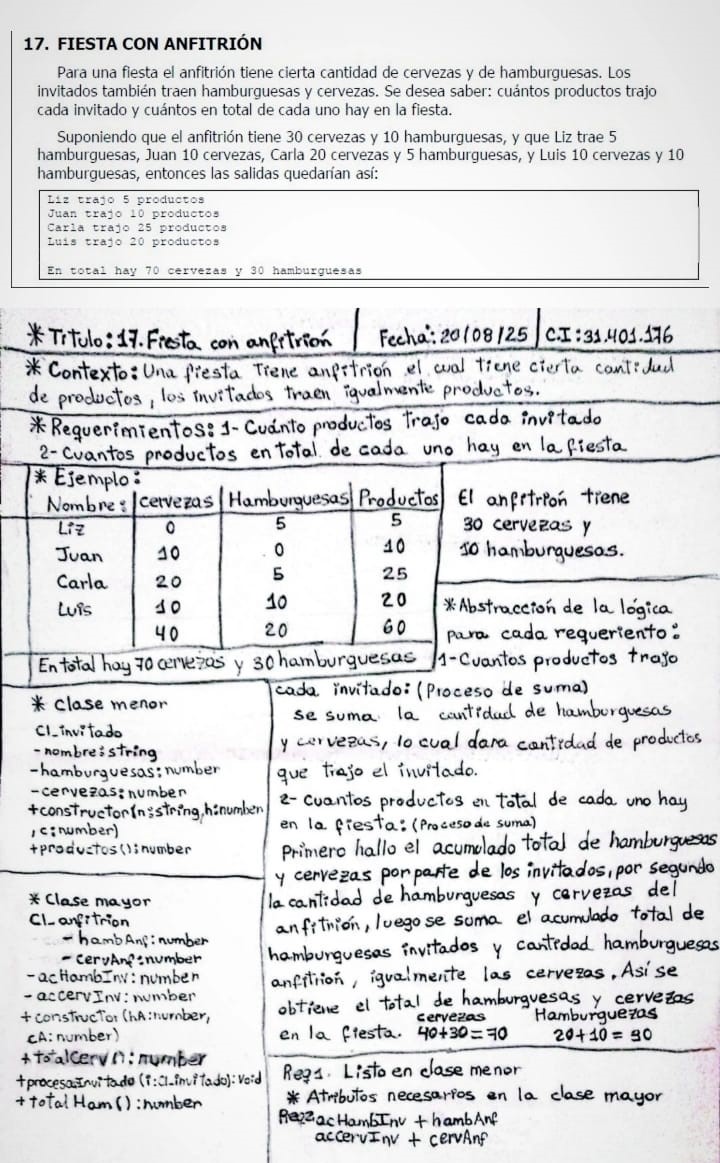 17. FIESTA CON ANFITRIÓN
Para una fiesta el anfitrión tiene cierta cantidad de cervezas y de hamburguesas. Los
invitados también traen hamburguesas y cervezas. Se desea saber: cuántos productos trajo
cada invitado y cuántos en total de cada uno hay en la fiesta.
Suponiendo que el anfitrión tiene 30 cervezas y 10 hamburguesas, y que Liz trae 5
hamburguesas, Juan 10 cervezas, Carla 20 cervezas y 5 hamburguesas, y Luis 10 cervezas y 10
hamburguesas, entonces las salidas quedarían así:
Liz trajo 5 productos
Juan trajo 10 productos
Carla trajo 25 productos
Luis trajo 20 productos
En total hay 70 cervezas y 30 hamburguesas
* Titulo: 17. Fiesta con anfitrión | Fecha: 20/08/25 | C.I: 31.401.176
* Contexto: Una fiesta Tiene anfitrión el cual tiene cierta cantidad
de productos, los invitados traen igualmente productos.
* Requerimientos: 1- Cuánto productos Trajo cada invitado
2- Cuantos productos en total de cada uno hay en la fiesta
* Ejemplo:
Nombre: | cervezas | Hamburguesas | Productos
Liz 0 5 5
Juan 10 0 10
Carla 20 5 25
Luis 10 10 20
40 20 60
En total hay 70 cervezas y 30 hamburguesas
El anfitrión tiene
30 cervezas y
10 hamburguesas.
* Abstracción de la lógica
para cada requeriento:
1- Cuantos productos trajo
cada invitado: (Proceso de suma)
se suma la cantidad de hamburguesas
y cervezas, lo cual dara cantidad de productos
que trajo el invitado.
2- Cuantos productos en total de cada uno hay
en la fiesta: (Proceso de suma)
Primero hallo el acumulado total de hamburguesas
y cervezas por parte de los invitados, por segundo
la cantidad de hamburguesas y cervezas del
anfitrión, luego se suma el acumulado total de
hamburguesas invitados y cantidad hamburguesas
anfitrión, igualmente las cervezas. Así se
obtiene el total de hamburguesas y cervezas
en la fiesta.
cervezas Hamburguezas
40+30=70 20+10=30
* Clase menor
Cl_invitado
- nombre: string
- hamburguesas: number
- cervezas: number
+ constructor (n: string, h: number
, c: number)
+ productos (): number
* Clase mayor
Cl_anfitrion
- hambAnf: number
- cervAnf: number
- acHambInv: number
- accervInv: number
+ constructor (hA: number,
cA: number)
+ totalCerv (): number
+ procesaInvitado (i: Cl_invitado): Void
+ total Ham (): number
Req1. Listo en clase menor
* Atributos necesarios en la clase mayor
Req2 acHambInv + hambAnf
accervInv + cervAnf